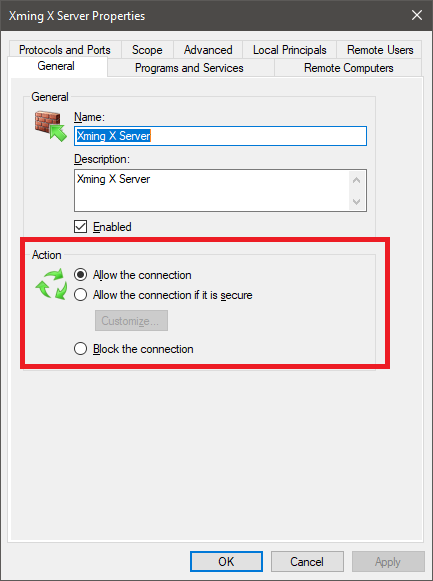 Xming X Server Properties
Protocols and Ports Scope Advanced Local Principals Remote Users
General Programs and Services Remote Computers
General
Name:
Xming X Server
Description:
Xming X Server
Enabled
Action
Allow the connection
Allow the connection if it is secure
Customize...
Block the connection
OK Cancel Apply